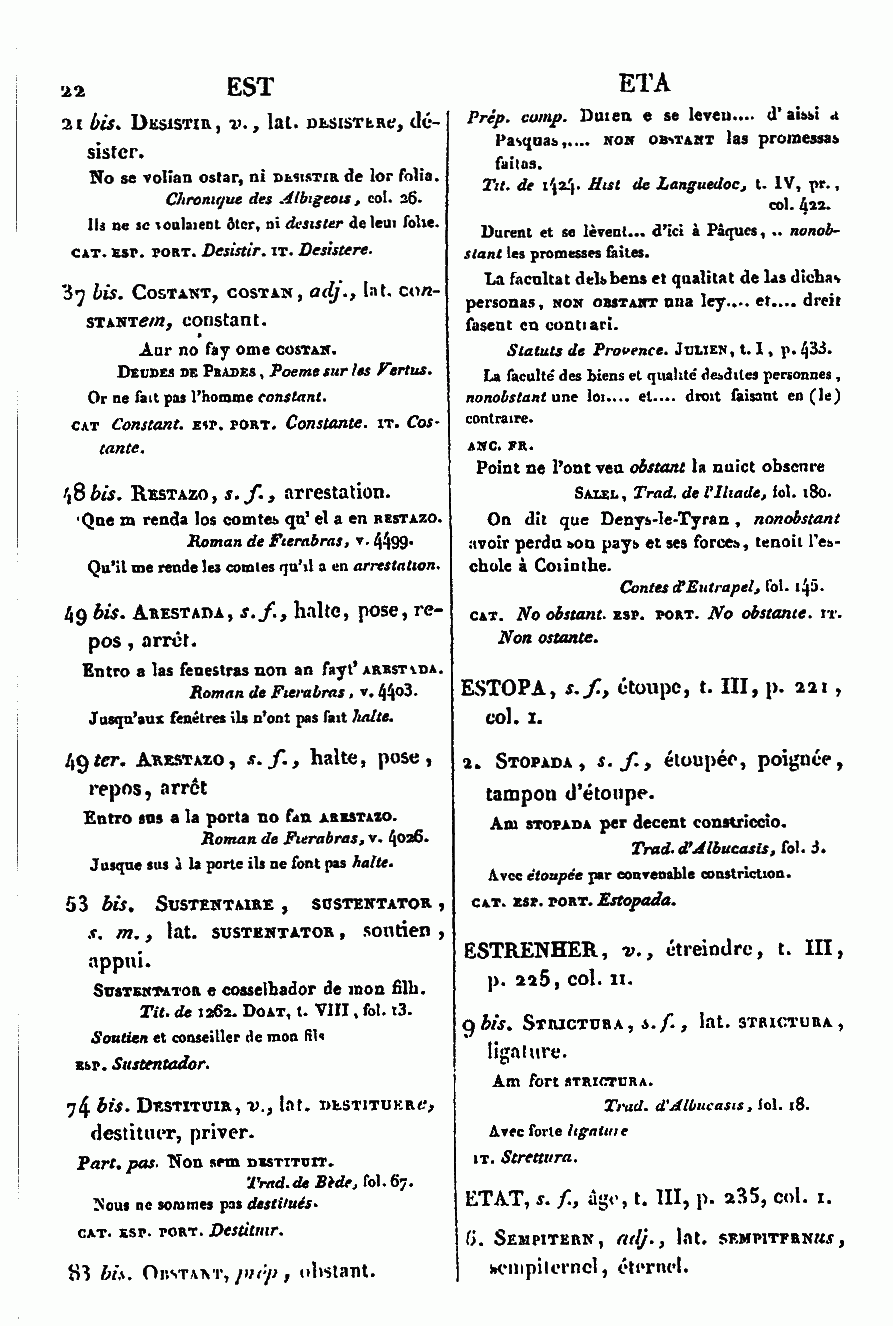 22 EST ETA
21 bis. DESISTIR, v., lat. DESISTERe, dé-
sister.
No se volian ostar, ni DESISTIR de lor folia.
Chronique des Albigeois, col. 26.
Ils ne se voulaient ôter, ni desister de leur folie.
CAT. ESP. PORT. Desistir. IT. Desistere.
37 bis. COSTANT, COSTAN, adj., lat. CON-
STANTem, constant.
Aur no fay ome COSTAN.
DEUDES DE PRADES, Poeme sur les Vertus.
Or ne fait pas l'homme constant.
CAT Constant. ESP. PORT. Constante. IT. Cos-
tante.
48 bis. RESTAZO, s. f., arrestation.
Que m renda los comtes qu' el a en RESTAZO.
Roman de Fierabras, v. 4499.
Qu'il me rende les comtes qu'il a en arrestation.
49 bis. ARESTADA, s. f., halte, pose, re-
pos, arrêt.
Entro a las fenestras non an fayt' ARESTADA.
Roman de Fierabras, v. 4403.
Jusqu'aux fenêtres ils n'ont pas fait halte.
49 ter. ARESTAZO, s. f., halte, pose,
repos, arrêt
Entro sus a la porta no fan ARESTAZO.
Roman de Fierabras, v. 4026.
Jusque sus à la porte ils ne font pas halte.
53 bis. SUSTENTAIRE, SUSTENTATOR,
s. m., lat. SUSTENTATOR, soutien,
appui.
SUSTENTATOR e cosselhador de mon filh.
Tit. de 1262. DOAT, t. VIII, fol. 13.
Soutien et conseiller de mon fils
ESP. Sustentador.
74 bis. DESTITUIR, v., lat. DESTITUERe,
destituer, priver.
Part. pas. Non sem DESTITUIT.
Trad. de Bède, fol. 67.
Nous ne sommes pas destitués.
CAT. ESP. PORT. Destituir.
83 bis. OBSTANT, prép, obstant.
Prép. comp. Duren e se leven.... d' aissi a
Pasquas,.... NON OBSTANT las promessas
faitas.
Tit. de 1424. Hist de Languedoc, t. IV, pr.,
col. 422.
Durent et se lèvent... d'ici à Pâques, .. nonob-
stant les promesses faites.
La facultat dels bens et qualitat de las dichas
personas, NON OBSTANT una ley.... et.... dreit
fasent en contrari.
Statuts de Provence. JULIEN, t. I, p. 433.
La faculté des biens et qualité desdites personnes,
nonobstant une loi.... et.... droit faisant en (le)
contraire.
ANC. FR.
Point ne l'ont veu obstant la nuict obscure
SALEL, Trad. de l'Iliade, fol. 180.
On dit que Denys-le-Tyran, nonobstant
avoir perdu son pays et ses forces, tenoit l'es-
chole à Corinthe.
Contes d'Eutrapel, fol. 145.
CAT. No obstant. ESP. PORT. No obstante. IT.
Non ostante.
ESTOPA, s. f., étoupe, t. III, p. 221,
col. 1.
2. STOPADA, s. f., étoupée, poignée,
tampon d'étoupe.
Am STOPADA per decent constriccio.
Trad. d'Albucasis, fol. 3.
Avec étoupée par convenable constriction.
CAT. ESP. PORT. Estopada.
ESTRENHER, v., étreindre, t. III,
p. 225, col. 11.
9 bis. STRICTURA, s. f., lat. STRICTURA,
ligature.
Am fort STRICTURA.
Trad. d'Albucasis, fol. 18.
Avec forte ligature
IT. Strettura.
ETAT, s. f., âge, t. III, p. 235, col. 1.
6. SEMPITERN, adj., lat. SEMPITERNus,
sempiternel, éternel.